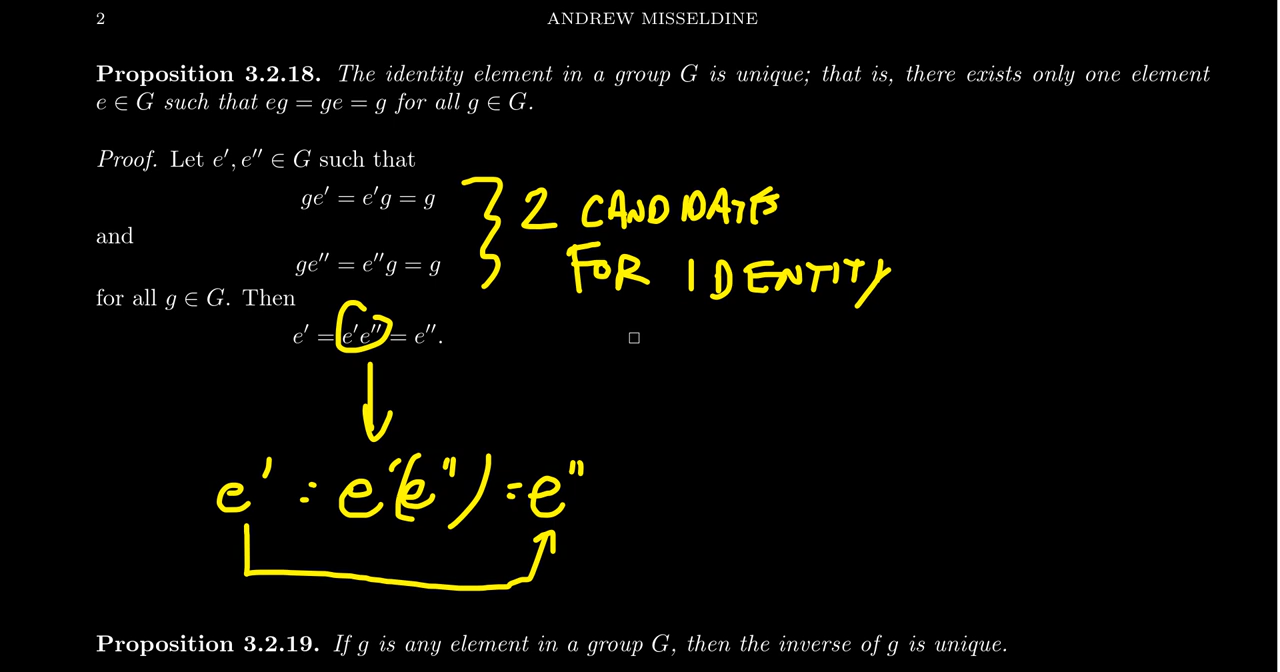 2 ANDREW MISSELDINE
Proposition 3.2.18. The identity element in a group G is unique; that is, there exists only one element
e ∈ G such that eg = ge = g for all g ∈ G.
Proof. Let e′, e″ ∈ G such that
ge′ = e′g = g
and
ge″ = e″g = g
2 CANDIDATES
FOR IDENTITY
for all g ∈ G. Then
e′ = e′e″ = e″. □
e′ = e′(e″) = e″
Proposition 3.2.19. If g is any element in a group G, then the inverse of g is unique.